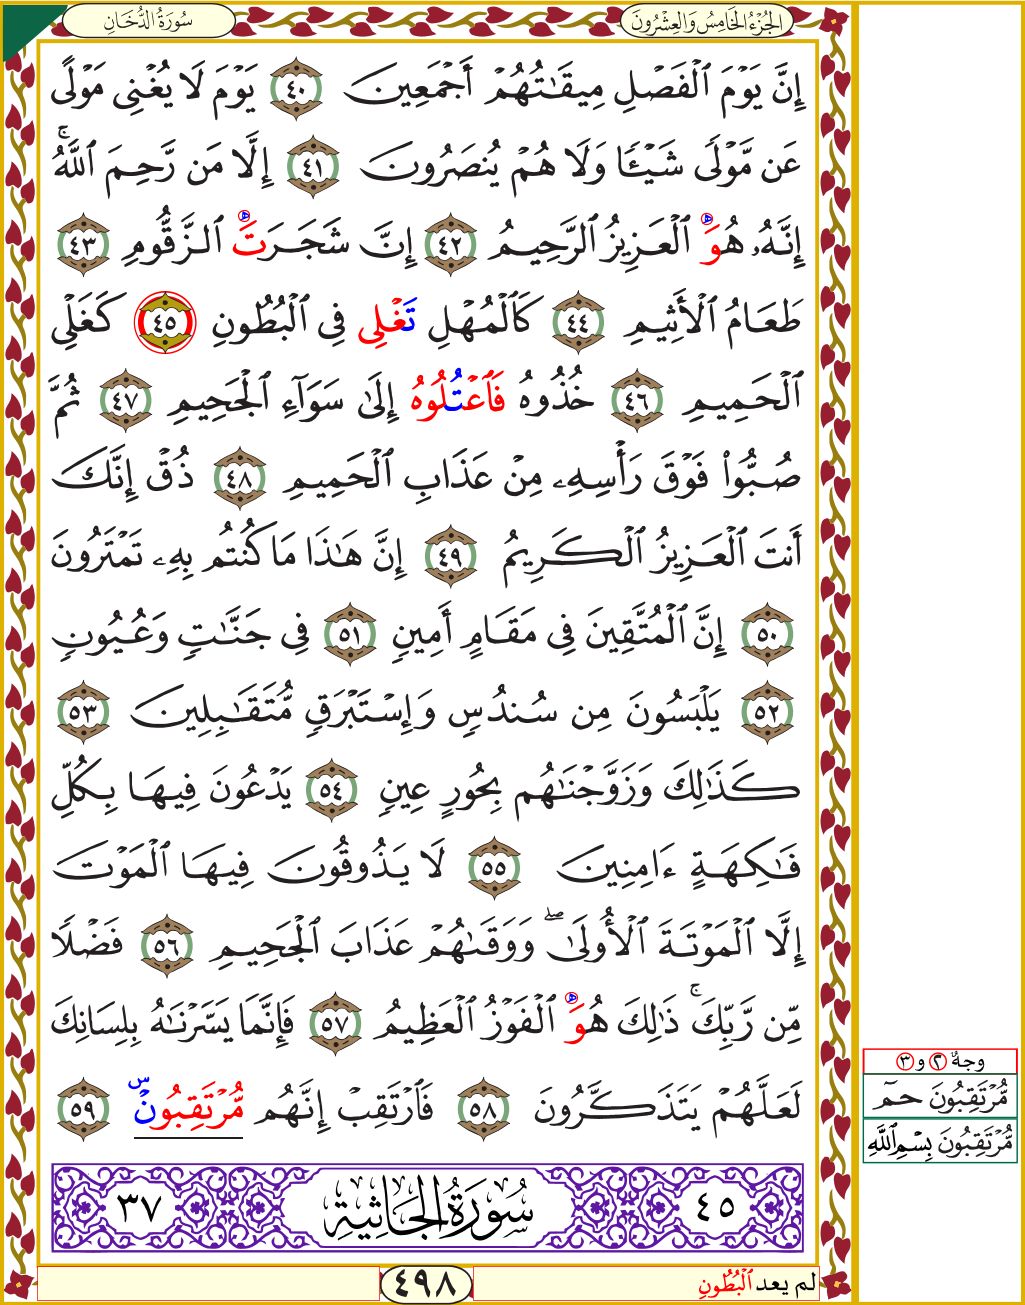 سُورَةُ الدُّخَانِ
الجُزْءُ الخَامِسُ وَالعِشْرُونَ
إِنَّ يَوْمَ ٱلْفَصْلِ مِيقَٰتُهُمْ أَجْمَعِينَ ٤٠ يَوْمَ لَا يُغْنِى مَوْلًى
عَن مَّوْلًى شَيْـًٔا وَلَا هُمْ يُنصَرُونَ ٤١ إِلَّا مَن رَّحِمَ ٱللَّهُ ۚ
إِنَّهُۥ هُوَ ٱلْعَزِيزُ ٱلرَّحِيمُ ٤٢ إِنَّ شَجَرَتَ ٱلزَّقُّومِ ٤٣
طَعَامُ ٱلْأَثِيمِ ٤٤ كَٱلْمُهْلِ تَغْلِى فِى ٱلْبُطُونِ ٤٥ كَغَلْىِ
ٱلْحَمِيمِ ٤٦ خُذُوهُ فَٱعْتُلُوهُ إِلَىٰ سَوَآءِ ٱلْجَحِيمِ ٤٧ ثُمَّ
صُبُّوا۟ فَوْقَ رَأْسِهِۦ مِنْ عَذَابِ ٱلْحَمِيمِ ٤٨ ذُقْ إِنَّكَ
أَنتَ ٱلْعَزِيزُ ٱلْكَرِيمُ ٤٩ إِنَّ هَٰذَا مَا كُنتُم بِهِۦ تَمْتَرُونَ
٥٠ إِنَّ ٱلْمُتَّقِينَ فِى مَقَامٍ أَمِينٍ ٥١ فِى جَنَّٰتٍ وَعُيُونٍ
٥٢ يَلْبَسُونَ مِن سُندُسٍ وَإِسْتَبْرَقٍ مُّتَقَٰبِلِينَ ٥٣
كَذَٰلِكَ وَزَوَّجْنَٰهُم بِحُورٍ عِينٍ ٥٤ يَدْعُونَ فِيهَا بِكُلِّ
فَٰكِهَةٍ ءَامِنِينَ ٥٥ لَا يَذُوقُونَ فِيهَا ٱلْمَوْتَ
إِلَّا ٱلْمَوْتَةَ ٱلْأُولَىٰ ۖ وَوَقَىٰهُمْ عَذَابَ ٱلْجَحِيمِ ٥٦ فَضْلًا
مِّن رَّبِّكَ ۚ ذَٰلِكَ هُوَ ٱلْفَوْزُ ٱلْعَظِيمُ ٥٧ فَإِنَّمَا يَسَّرْنَٰهُ بِلِسَانِكَ
لَعَلَّهُمْ يَتَذَكَّرُونَ ٥٨ فَٱرْتَقِبْ إِنَّهُم مُّرْتَقِبُونَ ٥٩
وجهٌ ٢ و ٣
مُّرْتَقِبُونَ حمٓ
مُّرْتَقِبُونَ بِسْمِ ٱللَّهِ
٤٥ سُورَةُ الجَاثِيَةِ ٣٧
لم يعد ٱلْبُطُونِ
٤٩٨